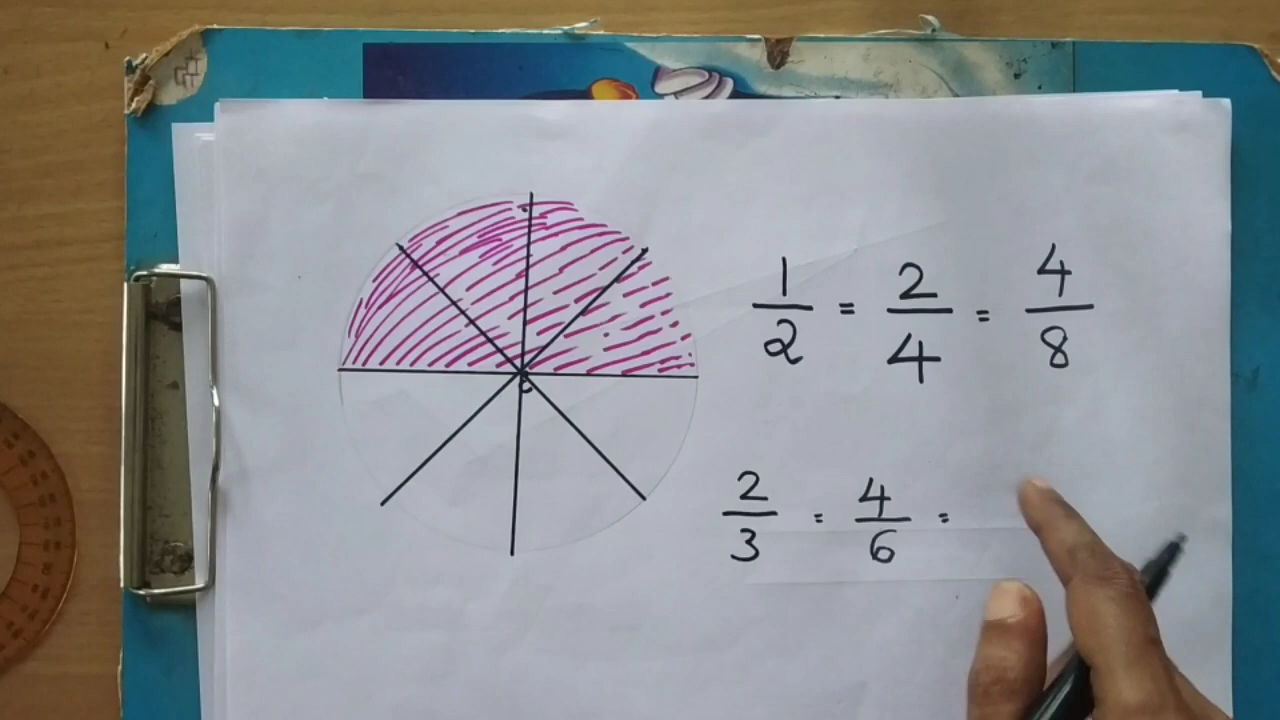 1/2 = 2/4 = 4/8
2/3 = 4/6 =